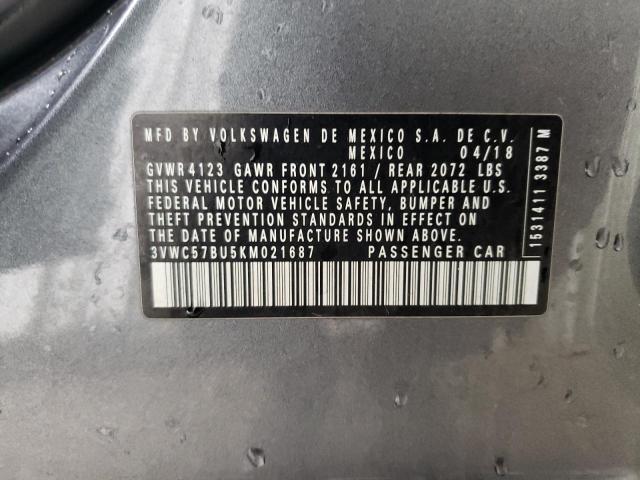 MFD BY VOLKSWAGEN DE MEXICO S.A. DE C.V.
MEXICO 04/18
GVWR 4123 GAWR FRONT 2161 / REAR 2072 LBS
THIS VEHICLE CONFORMS TO ALL APPLICABLE U.S.
FEDERAL MOTOR VEHICLE SAFETY, BUMPER AND
THEFT PREVENTION STANDARDS IN EFFECT ON
THE DATE OF MANUFACTURE SHOWN ABOVE.
3VWC57BU5KM021687 PASSENGER CAR
1531411 3387 M